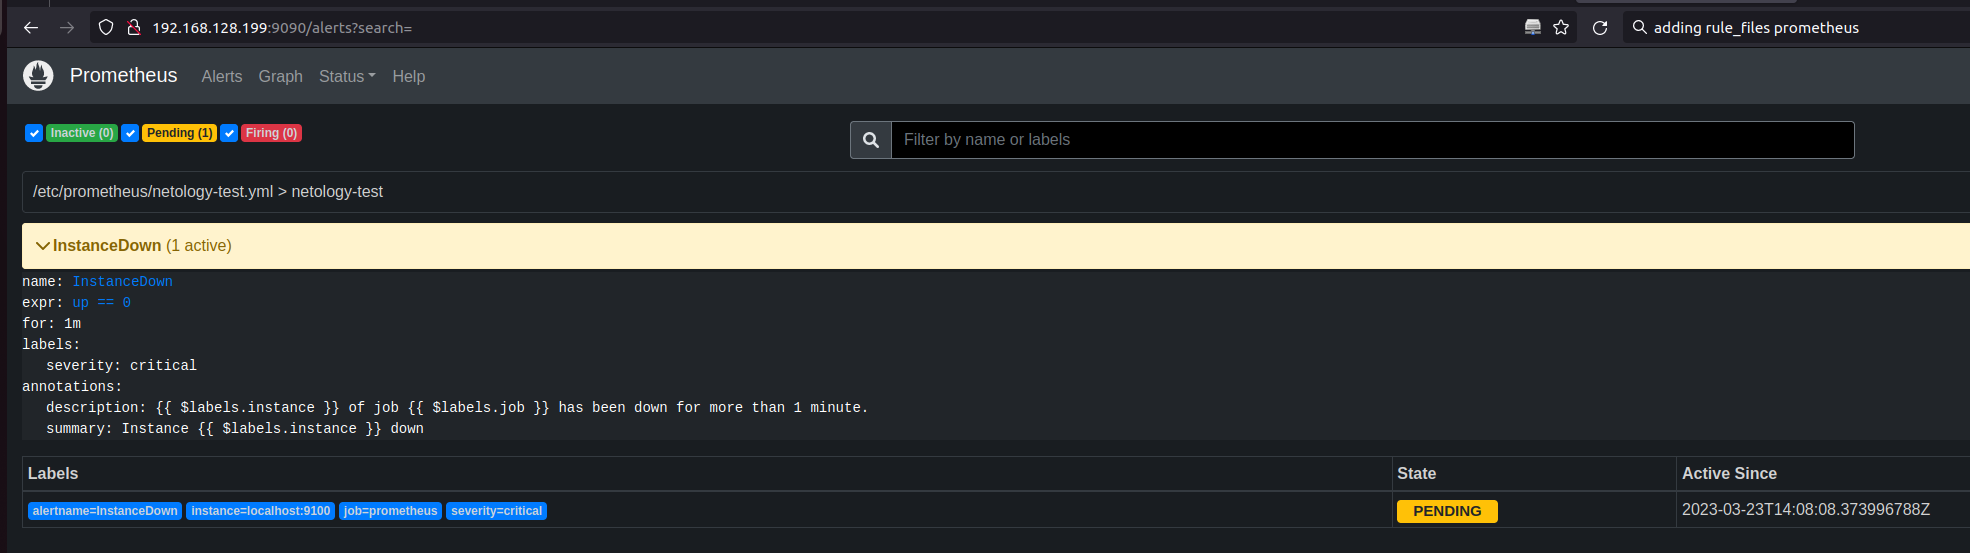 192.168.128.199:9090/alerts?search=
adding rule_files prometheus
Prometheus Alerts Graph Status Help
Inactive (0) Pending (1) Firing (0)
Filter by name or labels
/etc/prometheus/netology-test.yml > netology-test
InstanceDown (1 active)
name: InstanceDown
expr: up == 0
for: 1m
labels:
severity: critical
annotations:
description: {{ $labels.instance }} of job {{ $labels.job }} has been down for more than 1 minute.
summary: Instance {{ $labels.instance }} down
Labels State Active Since
alertname=InstanceDown instance=localhost:9100 job=prometheus severity=critical PENDING 2023-03-23T14:08:08.373996788Z